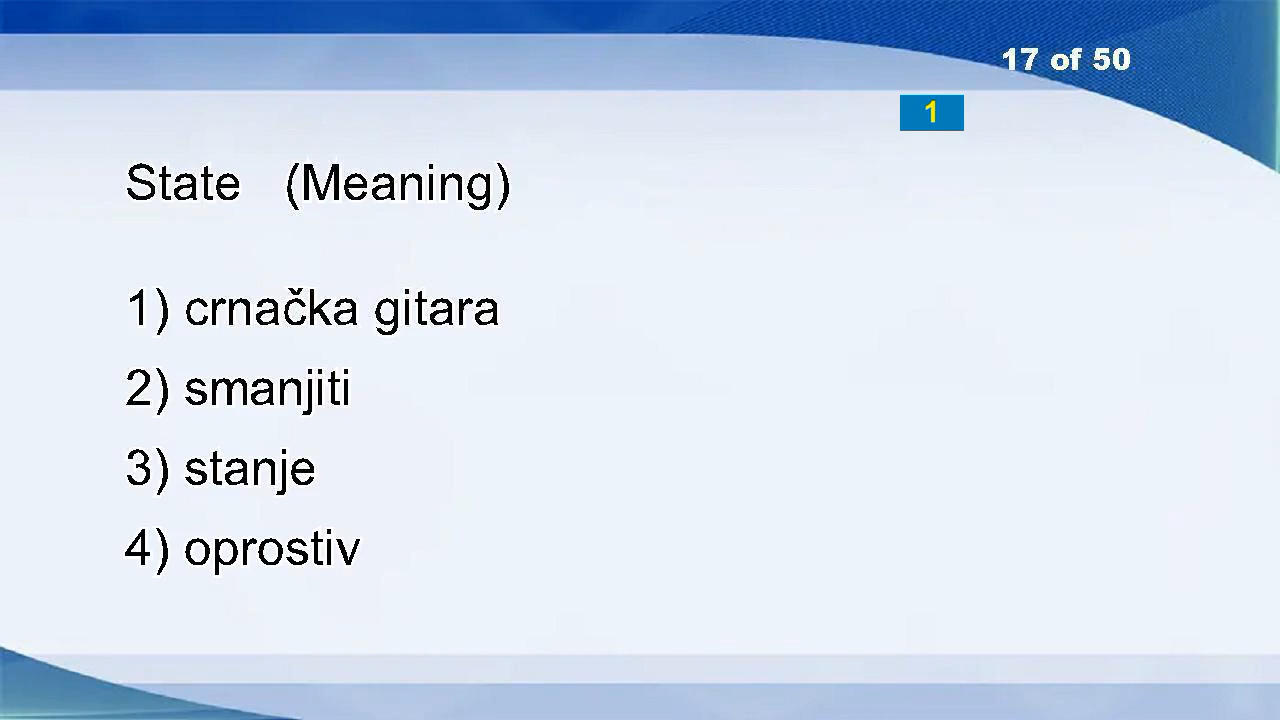 17 of 50
1
State (Meaning)
1) crnačka gitara
2) smanjiti
3) stanje
4) oprostiv